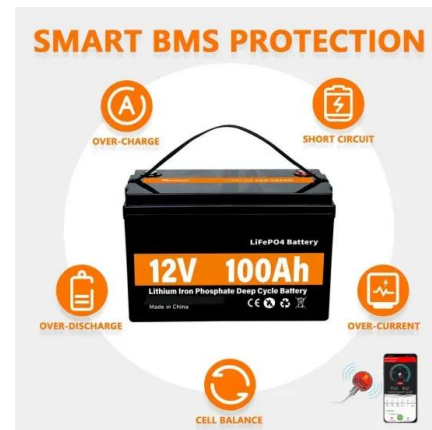 SMART BMS PROTECTION
OVER-CHARGE
SHORT CIRCUIT
LiFePO4 Battery
12V 100Ah
Lithium Iron Phosphate Deep Cycle Battery
Made in China
CE
OVER-DISCHARGE
OVER-CURRENT
CELL BALANCE